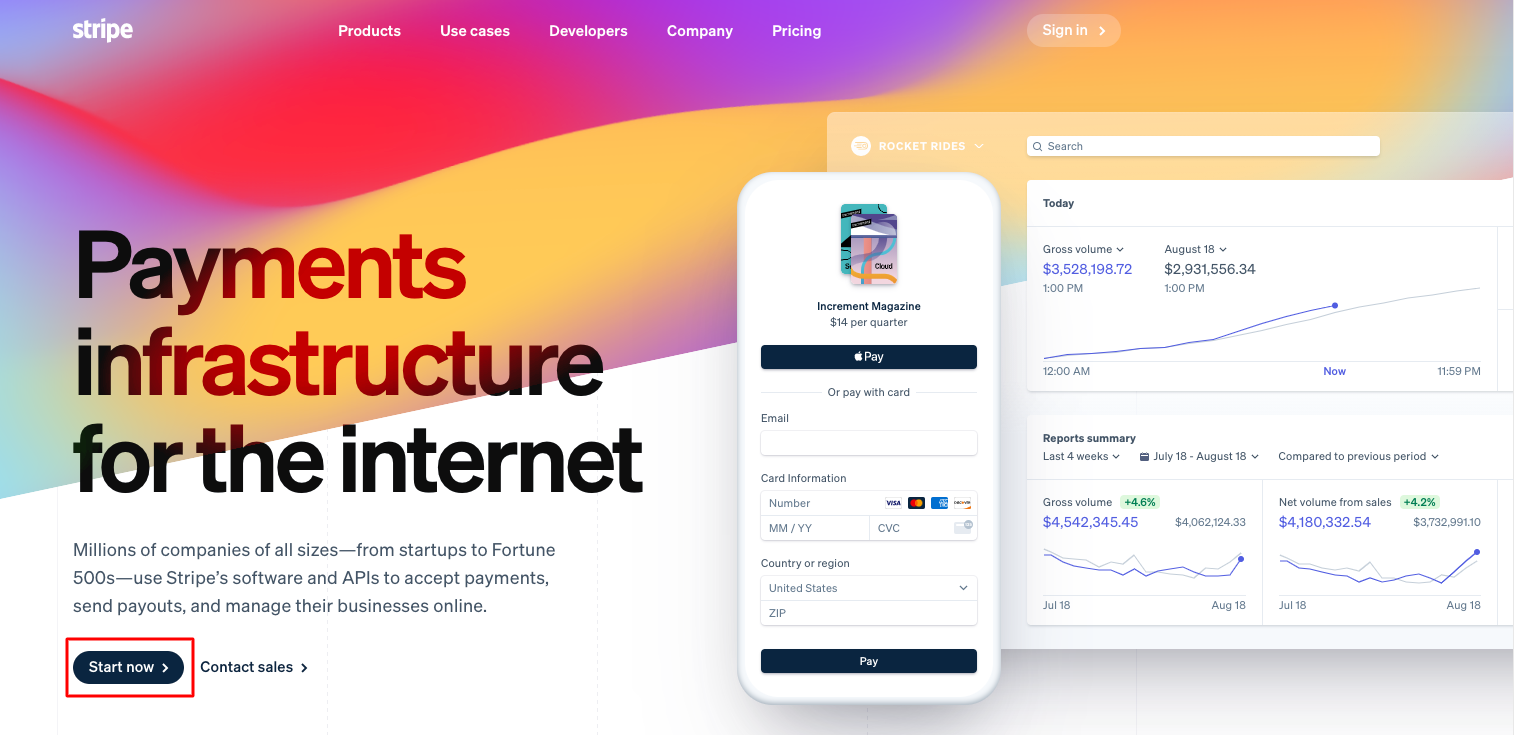 stripe
Products
Use cases
Developers
Company
Pricing
Sign in
Payments
infrastructure
for the internet
Millions of companies of all sizes—from startups to Fortune
500s—use Stripe’s software and APIs to accept payments,
send payouts, and manage their businesses online.
Start now
Contact sales
Cloud
Increment Magazine
$14 per quarter
Pay
Or pay with card
Email
Card Information
Number
VISA
MM / YY
CVC
Country or region
United States
ZIP
Pay
ROCKET RIDES
Search
Today
Gross volume
$3,528,198.72
1:00 PM
August 18
$2,931,556.34
1:00 PM
12:00 AM
Now
11:59 PM
Reports summary
Last 4 weeks
July 18 - August 18
Compared to previous period
Gross volume +4.6%
$4,542,345.45 $4,062,124.33
Jul 18 Aug 18
Net volume from sales +4.2%
$4,180,332.54 $3,732,991.10
Jul 18 Aug 18